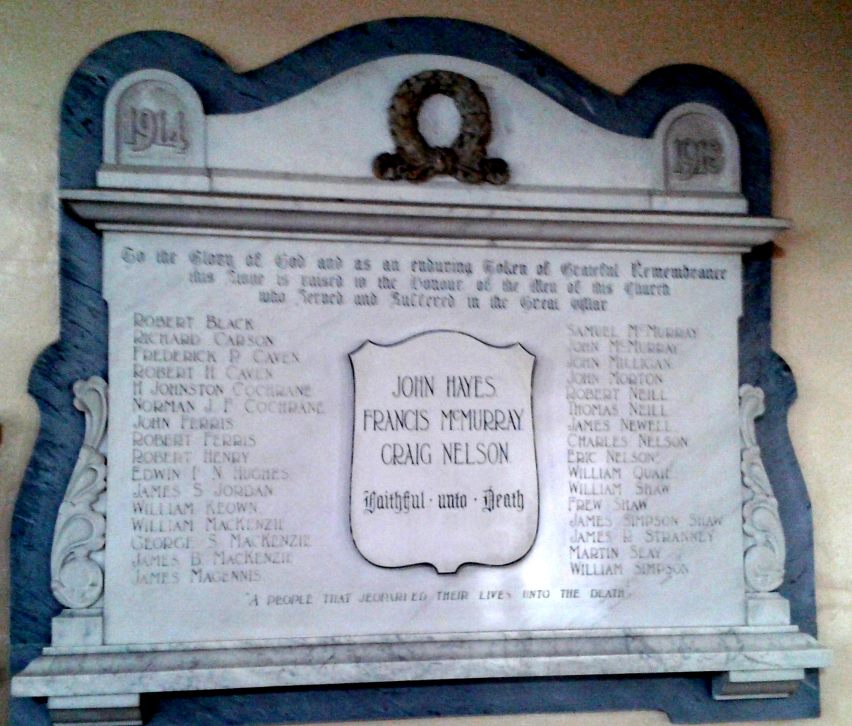 1914
1918
To the Glory of God and as an enduring Token of Grateful Remembrance
this Stone is raised to the Honour of the Men of this Church
who Served and Suffered in the Great War
ROBERT BLACK
RICHARD CARSON
FREDERICK P. CAVEN
ROBERT H. CAVEN
H JOHNSTON COCHRANE
NORMAN J. F. COCHRANE
JOHN FERRIS
ROBERT FERRIS
ROBERT HENRY
EDWIN F. N. HUGHES
JAMES S. JORDAN
WILLIAM KEOWN
WILLIAM MACKENZIE
GEORGE S. MACKENZIE
JAMES B. MACKENZIE
JAMES MAGENNIS
JOHN HAYES.
FRANCIS McMURRAY.
CRAIG NELSON.
Faithful · unto · Death
SAMUEL McMURRAY
JOHN McMURRAY
JOHN MILLIGAN
JOHN MORTON
ROBERT NEILL
THOMAS NEILL
JAMES NEWELL
CHARLES NELSON
ERIC NELSON
WILLIAM QUAIL
WILLIAM SHAW
FREW SHAW
JAMES SIMPSON SHAW
JAMES R. STRANNEY
MARTIN SLAY
WILLIAM SIMPSON
"A PEOPLE THAT JEOPARDED THEIR LIVES UNTO THE DEATH."